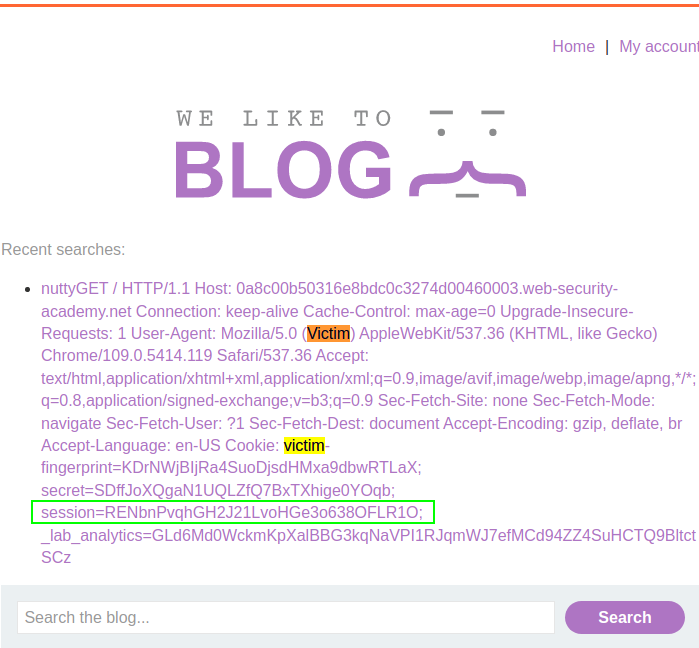 Home | My account
WE LIKE TO
BLOG
Recent searches:
nuttyGET / HTTP/1.1 Host: 0a8c00b50316e8bdc0c3274d00460003.web-security-
academy.net Connection: keep-alive Cache-Control: max-age=0 Upgrade-Insecure-
Requests: 1 User-Agent: Mozilla/5.0 (Victim) AppleWebKit/537.36 (KHTML, like Gecko)
Chrome/109.0.5414.119 Safari/537.36 Accept:
text/html,application/xhtml+xml,application/xml;q=0.9,image/avif,image/webp,image/apng,*/*;
q=0.8,application/signed-exchange;v=b3;q=0.9 Sec-Fetch-Site: none Sec-Fetch-Mode:
navigate Sec-Fetch-User: ?1 Sec-Fetch-Dest: document Accept-Encoding: gzip, deflate, br
Accept-Language: en-US Cookie: victim-
fingerprint=KDrNWjBIjRa4SuoDjsdHMxa9dbwRTLaX;
secret=SDffJoXQgaN1UQLZfQ7BxTXhige0YOqb;
session=RENbnPvqhGH2J21LvoHGe3o638OFLR1O;
_lab_analytics=GLd6Md0WckmKpXalBBG3kqNaVPI1RJqmWJ7efMCd94ZZ4SuHCTQ9Bltct
SCz
Search the blog... Search